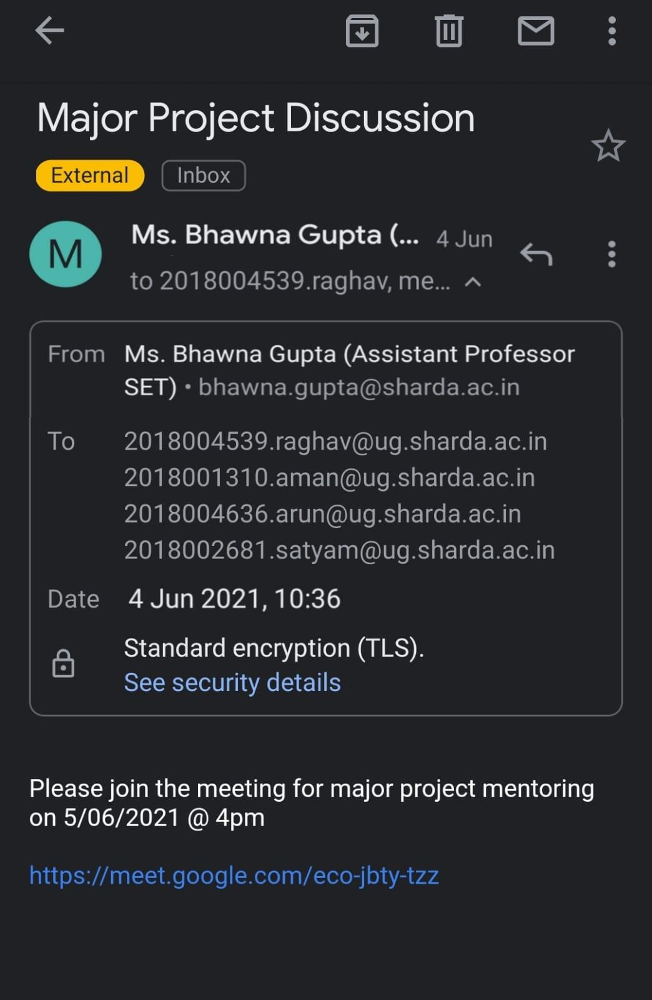 Major Project Discussion
External Inbox
M
Ms. Bhawna Gupta (... 4 Jun
to 2018004539.raghav, me...
From Ms. Bhawna Gupta (Assistant Professor
SET) • bhawna.gupta@sharda.ac.in
To 2018004539.raghav@ug.sharda.ac.in
2018001310.aman@ug.sharda.ac.in
2018004636.arun@ug.sharda.ac.in
2018002681.satyam@ug.sharda.ac.in
Date 4 Jun 2021, 10:36
Standard encryption (TLS).
See security details
Please join the meeting for major project mentoring
on 5/06/2021 @ 4pm
https://meet.google.com/eco-jbty-tzz